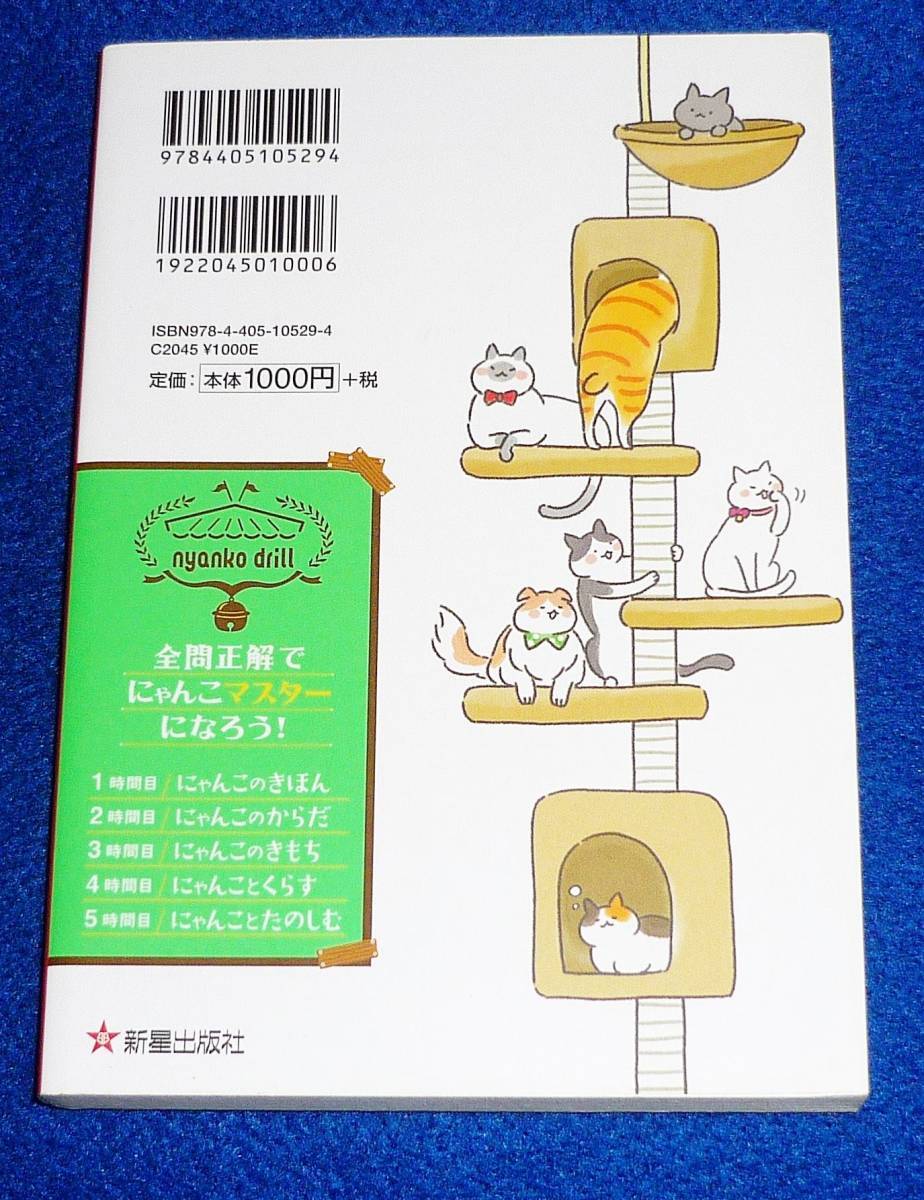 9784405105294
1922045010006
ISBN978-4-405-10529-4
C2045 ¥1000E
定価：本体1000円+税
nyanko drill
全問正解で
にゃんこマスター
になろう！
1時間目/にゃんこのきほん
2時間目/にゃんこのからだ
3時間目/にゃんこのきもち
4時間目/にゃんことくらす
5時間目/にゃんことたのしむ
新星出版社